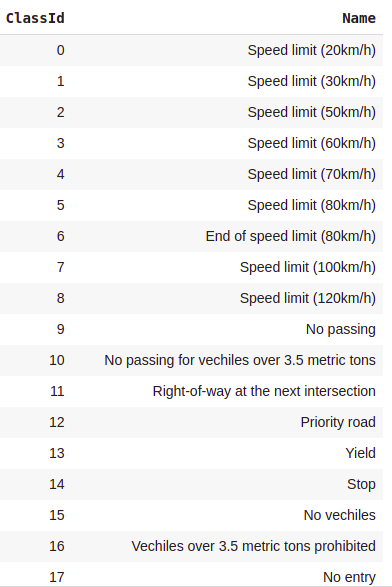 ClassId Name
0 Speed limit (20km/h)
1 Speed limit (30km/h)
2 Speed limit (50km/h)
3 Speed limit (60km/h)
4 Speed limit (70km/h)
5 Speed limit (80km/h)
6 End of speed limit (80km/h)
7 Speed limit (100km/h)
8 Speed limit (120km/h)
9 No passing
10 No passing for vechiles over 3.5 metric tons
11 Right-of-way at the next intersection
12 Priority road
13 Yield
14 Stop
15 No vechiles
16 Vechiles over 3.5 metric tons prohibited
17 No entry